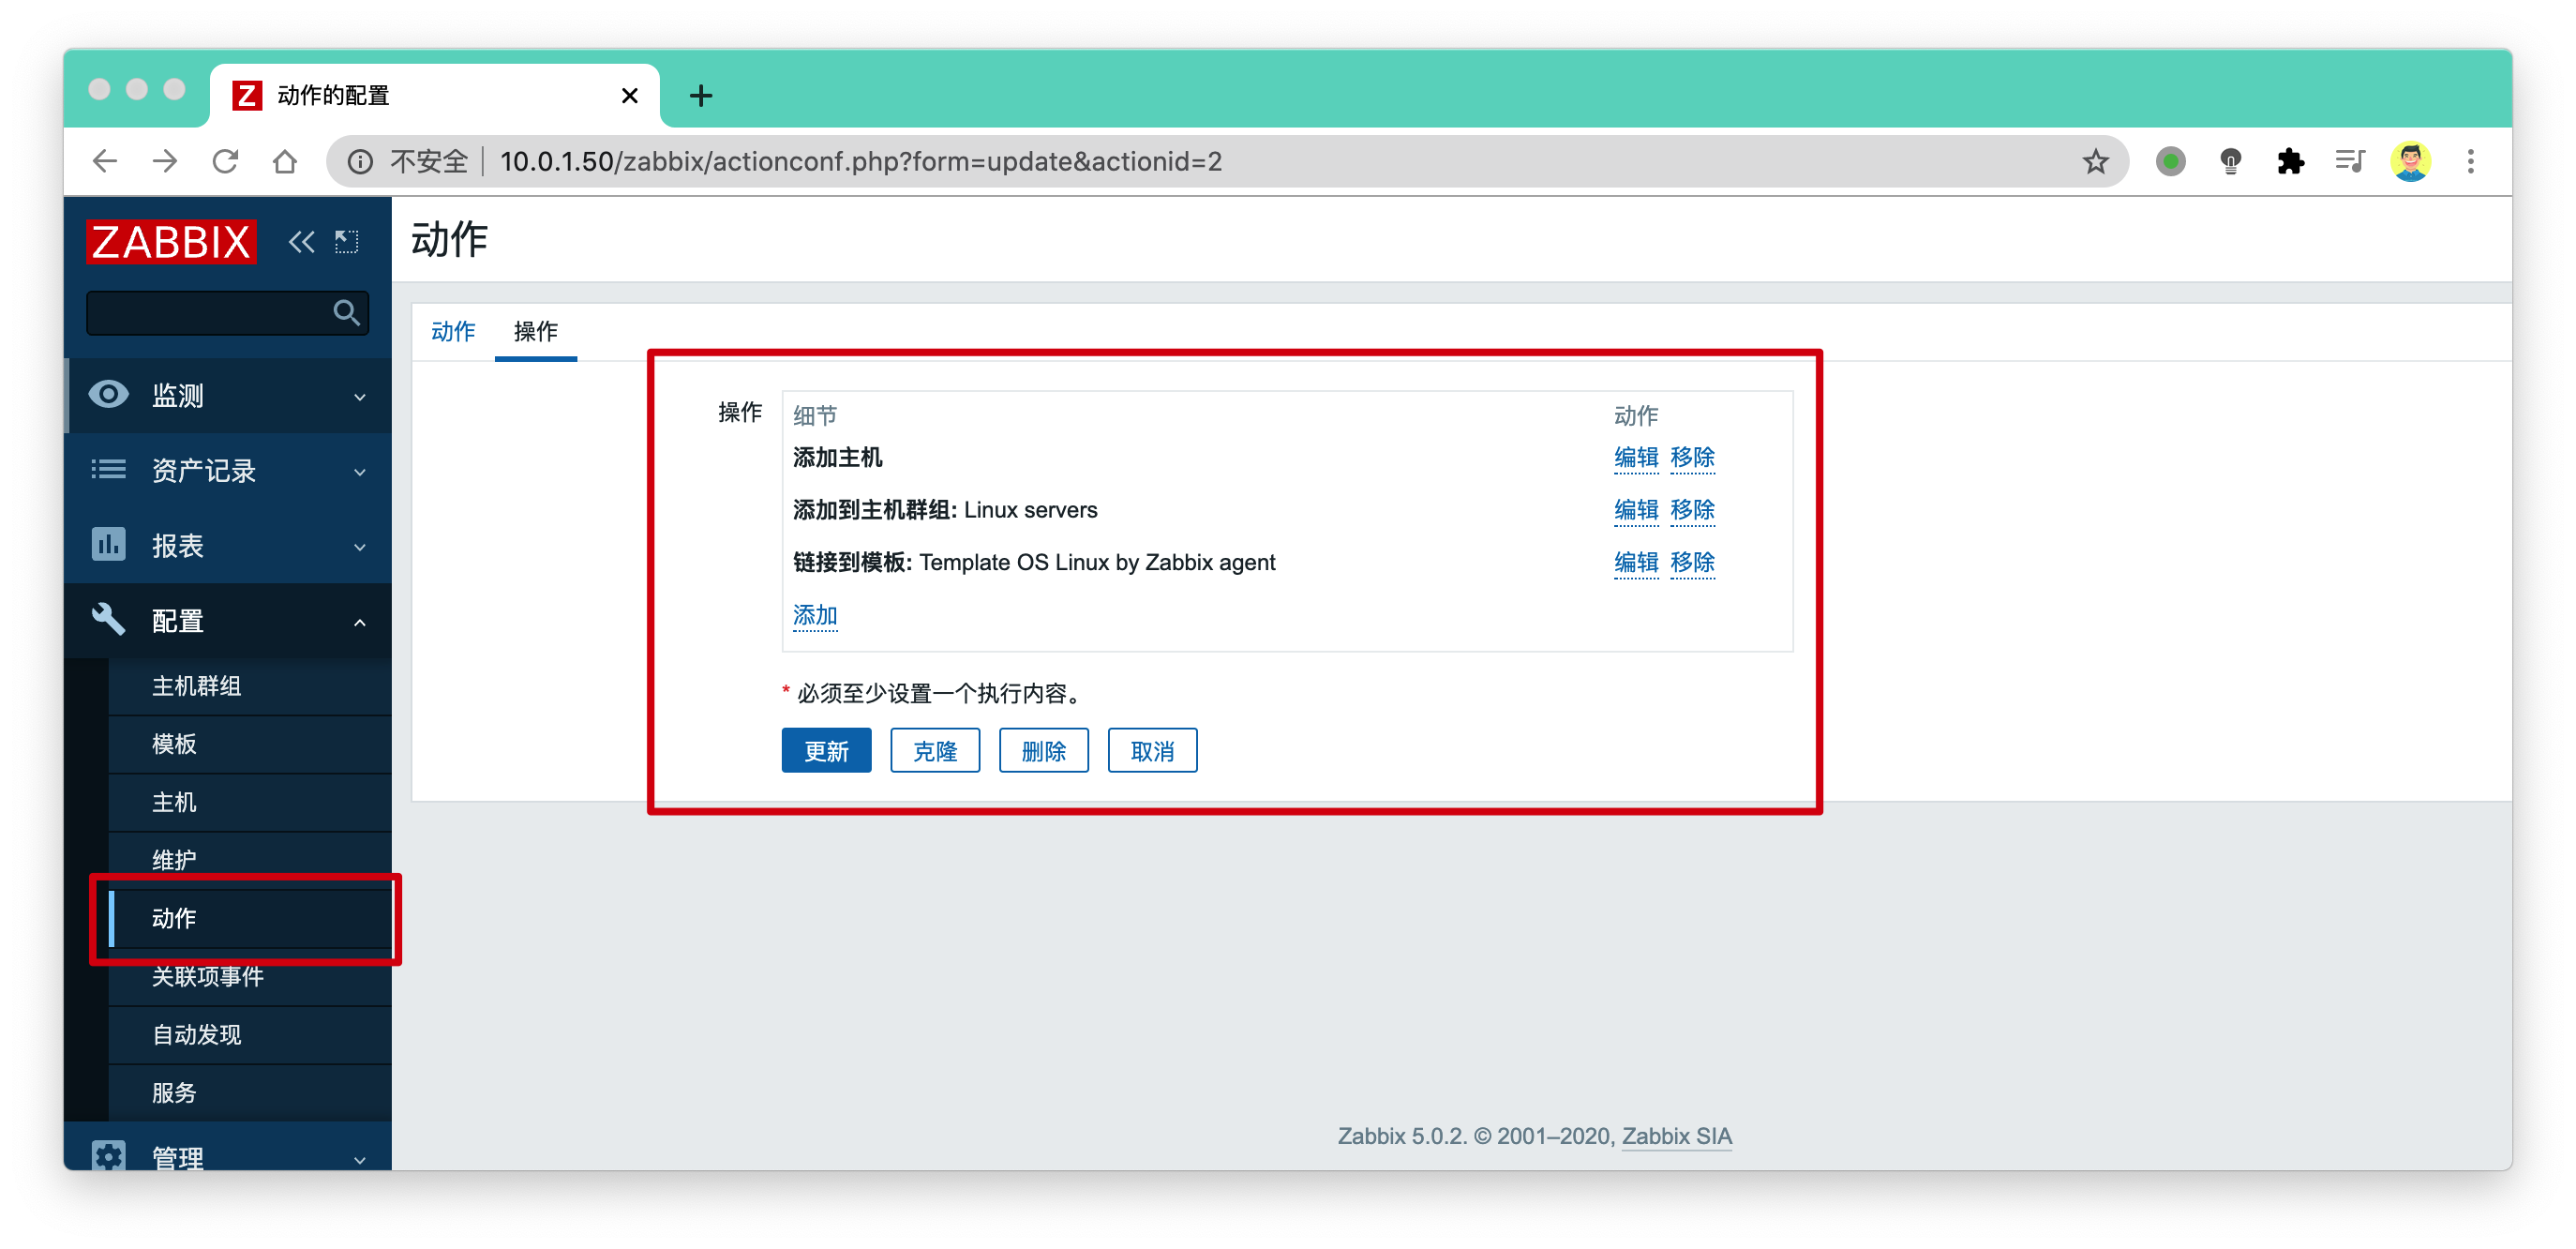 Z 动作的配置
不安全 10.0.1.50/zabbix/actionconf.php?form=update&actionid=2
ZABBIX
动作
监测
资产记录
报表
配置
主机群组
模板
主机
维护
动作
关联项事件
自动发现
服务
管理
动作 操作
操作 细节 动作
添加主机 编辑 移除
添加到主机群组: Linux servers 编辑 移除
链接到模板: Template OS Linux by Zabbix agent 编辑 移除
添加
* 必须至少设置一个执行内容。
更新 克隆 删除 取消
Zabbix 5.0.2. © 2001–2020, Zabbix SIA